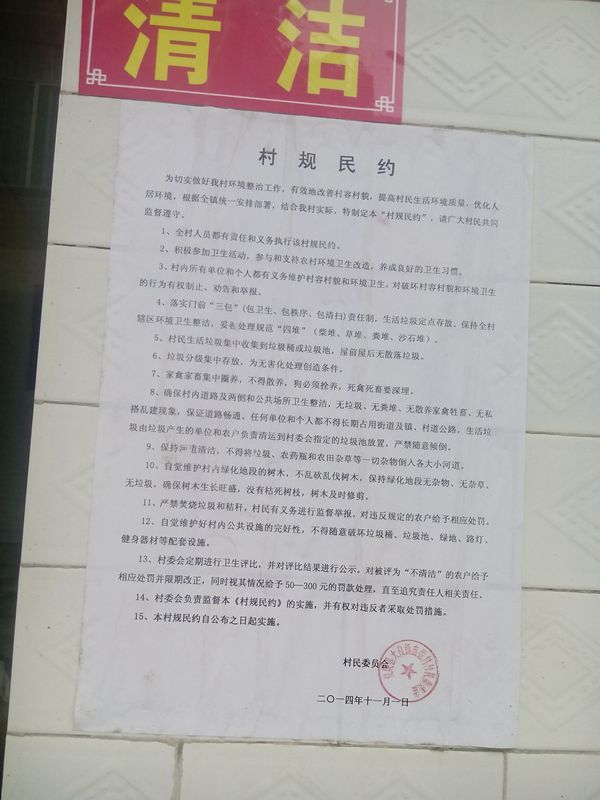 清 洁
村 规 民 约
为切实做好我村环境整治工作，有效地改善村容村貌，提高村民生活环境质量，优化人
居环境，根据全镇统一安排部署，结合我村实际，特制定本“村规民约”，请广大村民共同
监督遵守。
1、全村人员都有责任和义务执行该村规民约。
2、积极参加卫生活动，参与和支持农村环境卫生改造，养成良好的卫生习惯。
3、村内所有单位和个人都有义务维护村容村貌和环境卫生，对破坏村容村貌和环境卫生
的行为有权制止、劝告和举报。
4、落实门前“三包”（包卫生、包秩序、包清扫）责任制，生活垃圾定点存放，保持全村
辖区环境卫生整洁，妥善处理规范“四堆”（柴堆、草堆、粪堆、沙石堆）。
5、村民生活垃圾集中收集到垃圾桶或垃圾池，屋前屋后无散落垃圾。
6、垃圾分级集中存放，为无害化处理创造条件。
7、家禽家畜集中圈养，不得散养，狗必须拴养，死禽死畜要深埋。
8、确保村内道路及两侧和公共场所卫生整洁，无垃圾、无粪堆、无散养家禽牲畜、无私
搭乱建现象，保证道路畅通。任何单位和个人都不得长期占用街道及镇、村道公路，生活垃
圾由垃圾产生的单位和农户负责清运到村委会指定的垃圾池放置，严禁随意倾倒。
9、保持河道清洁，不得将垃圾、农药瓶和农田杂草等一切杂物倒入各大小河道。
10、自觉维护村内绿化地段的树木，不乱砍乱伐树木，保持绿化地段无杂物、无杂草、
无垃圾，确保树木生长旺盛，没有枯死树枝，树木及时修剪。
11、严禁焚烧垃圾和秸秆，村民有义务进行监督举报，对违反规定的农户给予相应处罚。
12、自觉维护好村内公共设施的完好性，不得随意破坏垃圾桶、垃圾池、绿地、路灯、
健身器材等配套设施。
13、村委会定期进行卫生评比，并对评比结果进行公示，对被评为“不清洁”的农户给予
相应处罚并限期改正，同时视其情况给予50—300元的罚款处理，直至追究责任人相关责任。
14、村委会负责监督本《村规民约》的实施，并有权对违反者采取处罚措施。
15、本村规民约自公布之日起实施。
村民委员会
二〇一四年十一月一日